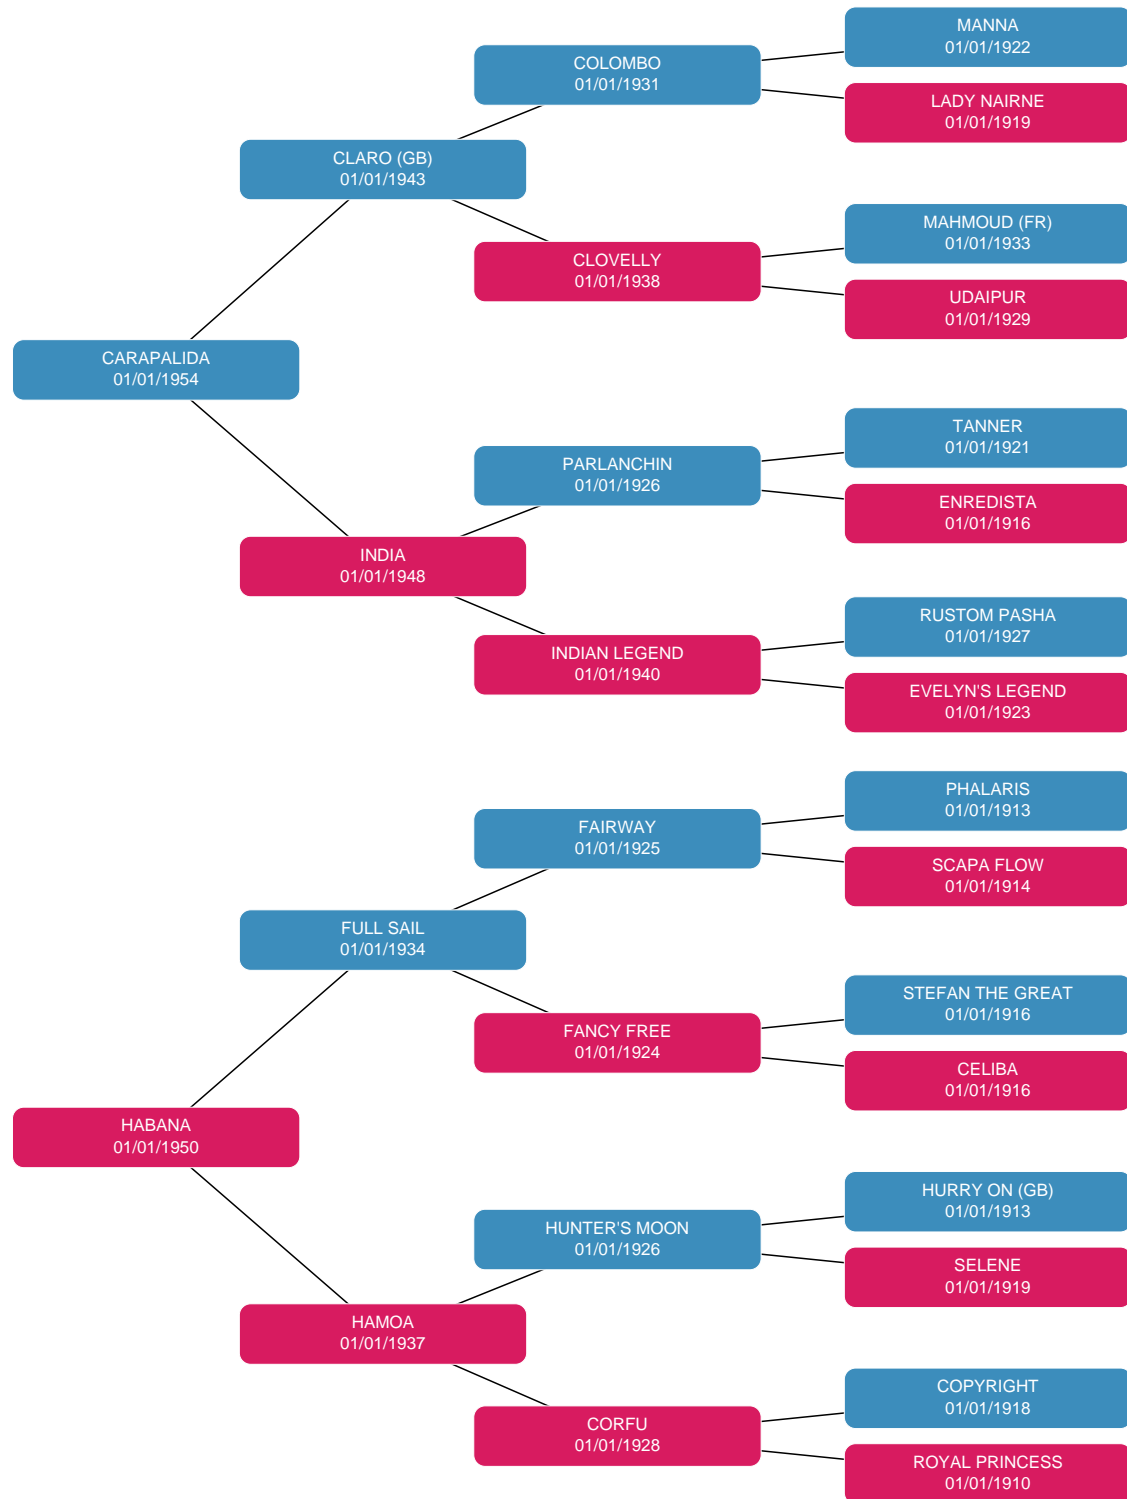 MANNA
01/01/1922
COLOMBO
01/01/1931
LADY NAIRNE
01/01/1919
CLARO (GB)
01/01/1943
MAHMOUD (FR)
01/01/1933
CLOVELLY
01/01/1938
UDAIPUR
01/01/1929
CARAPALIDA
01/01/1954
TANNER
01/01/1921
PARLANCHIN
01/01/1926
ENREDISTA
01/01/1916
INDIA
01/01/1948
RUSTOM PASHA
01/01/1927
INDIAN LEGEND
01/01/1940
EVELYN'S LEGEND
01/01/1923
PHALARIS
01/01/1913
FAIRWAY
01/01/1925
SCAPA FLOW
01/01/1914
FULL SAIL
01/01/1934
STEFAN THE GREAT
01/01/1916
FANCY FREE
01/01/1924
CELIBA
01/01/1916
HABANA
01/01/1950
HURRY ON (GB)
01/01/1913
HUNTER'S MOON
01/01/1926
SELENE
01/01/1919
HAMOA
01/01/1937
COPYRIGHT
01/01/1918
CORFU
01/01/1928
ROYAL PRINCESS
01/01/1910